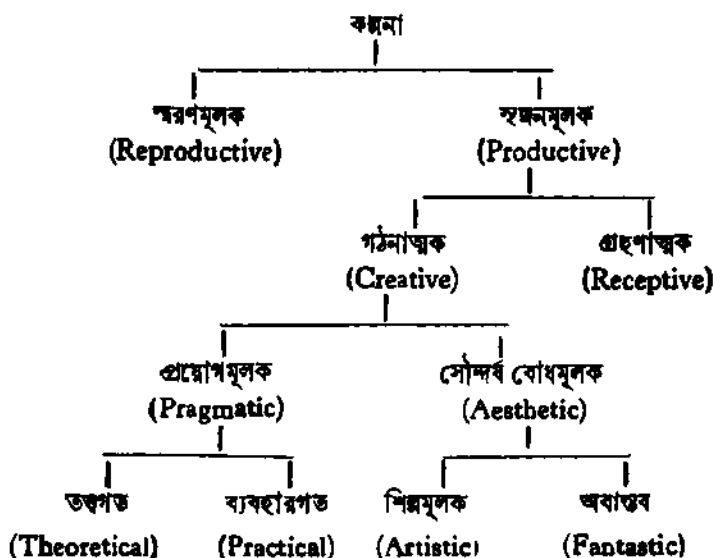 কল্পনা
স্মরণমূলক সৃজনমূলক
(Reproductive) (Productive)
গঠনাত্মক গ্রহণাত্মক
(Creative) (Receptive)
প্রয়োগমূলক সৌন্দর্য বোধমূলক
(Pragmatic) (Aesthetic)
তত্ত্বগত ব্যবহারগত শিল্পমূলক অবাস্তব
(Theoretical) (Practical) (Artistic) (Fantastic)